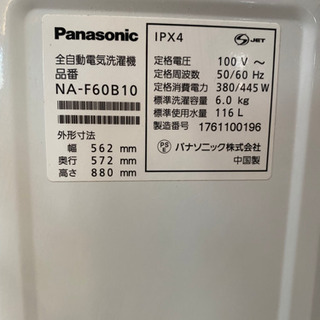 Panasonic
全自動電気洗濯機
品番
NA-F60B10
外形寸法
幅 562 mm
奥行 572 mm
高さ 880 mm
IPX4
S JET
定格電圧 100 V ～
定格周波数 50/60 Hz
定格消費電力 380/445 W
標準洗濯容量 6.0 kg
標準使用水量 116 L
製造番号 1761100196
PS E パナソニック株式会社
中国製